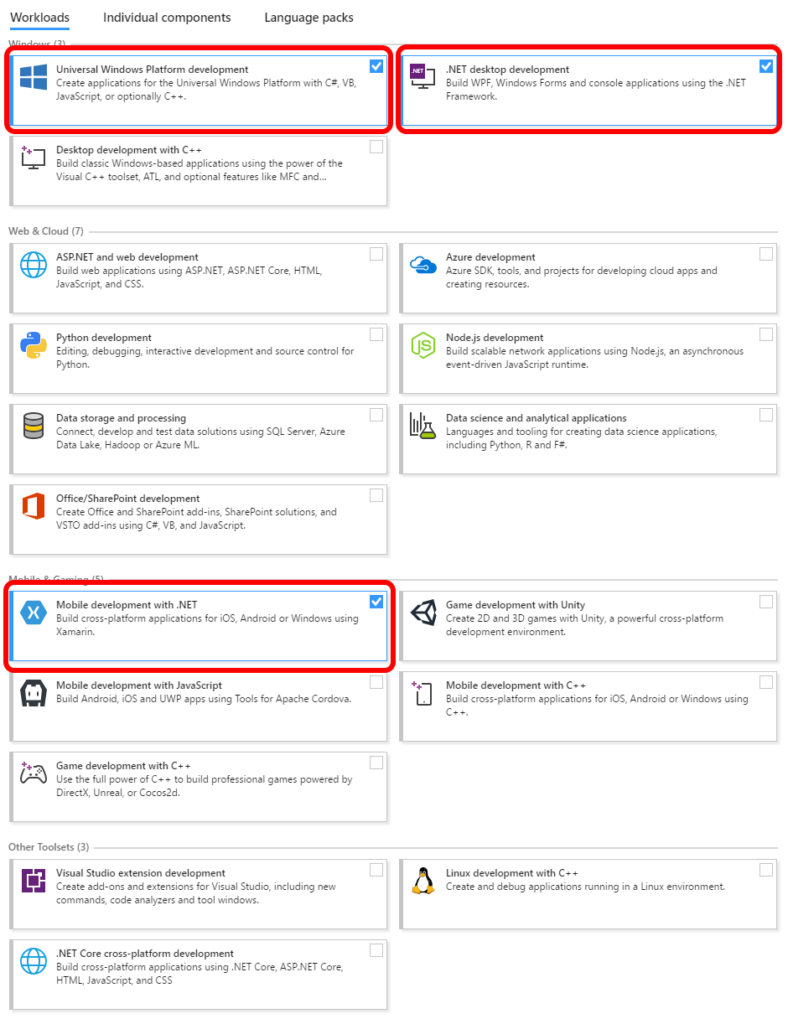 Workloads
Individual components
Language packs
Windows (3)
Universal Windows Platform development
Create applications for the Universal Windows Platform with C#, VB,
JavaScript, or optionally C++.
.NET
.NET desktop development
Build WPF, Windows Forms and console applications using the .NET
Framework.
Desktop development with C++
Build classic Windows-based applications using the power of the
Visual C++ toolset, ATL, and optional features like MFC and...
Web & Cloud (7)
ASP.NET and web development
Build web applications using ASP.NET, ASP.NET Core, HTML,
JavaScript, and CSS.
Azure development
Azure SDK, tools, and projects for developing cloud apps and
creating resources.
Python development
Editing, debugging, interactive development and source control for
Python.
JS
Node.js development
Build scalable network applications using Node.js, an asynchronous
event-driven JavaScript runtime.
Data storage and processing
Connect, develop and test data solutions using SQL Server, Azure
Data Lake, Hadoop or Azure ML.
Data science and analytical applications
Languages and tooling for creating data science applications,
including Python, R and F#.
Office/SharePoint development
Create Office and SharePoint add-ins, SharePoint solutions, and
VSTO add-ins using C#, VB, and JavaScript.
Mobile & Gaming (5)
Mobile development with .NET
Build cross-platform applications for iOS, Android or Windows using
Xamarin.
Game development with Unity
Create 2D and 3D games with Unity, a powerful cross-platform
development environment.
Mobile development with JavaScript
Build Android, iOS and UWP apps using Tools for Apache Cordova.
Mobile development with C++
Build cross-platform applications for iOS, Android or Windows using
C++.
Game development with C++
Use the full power of C++ to build professional games powered by
DirectX, Unreal, or Cocos2d.
Other Toolsets (3)
Visual Studio extension development
Create add-ons and extensions for Visual Studio, including new
commands, code analyzers and tool windows.
Linux development with C++
Create and debug applications running in a Linux environment.
.NET Core cross-platform development
Build cross-platform applications using .NET Core, ASP.NET Core,
HTML, JavaScript, and CSS